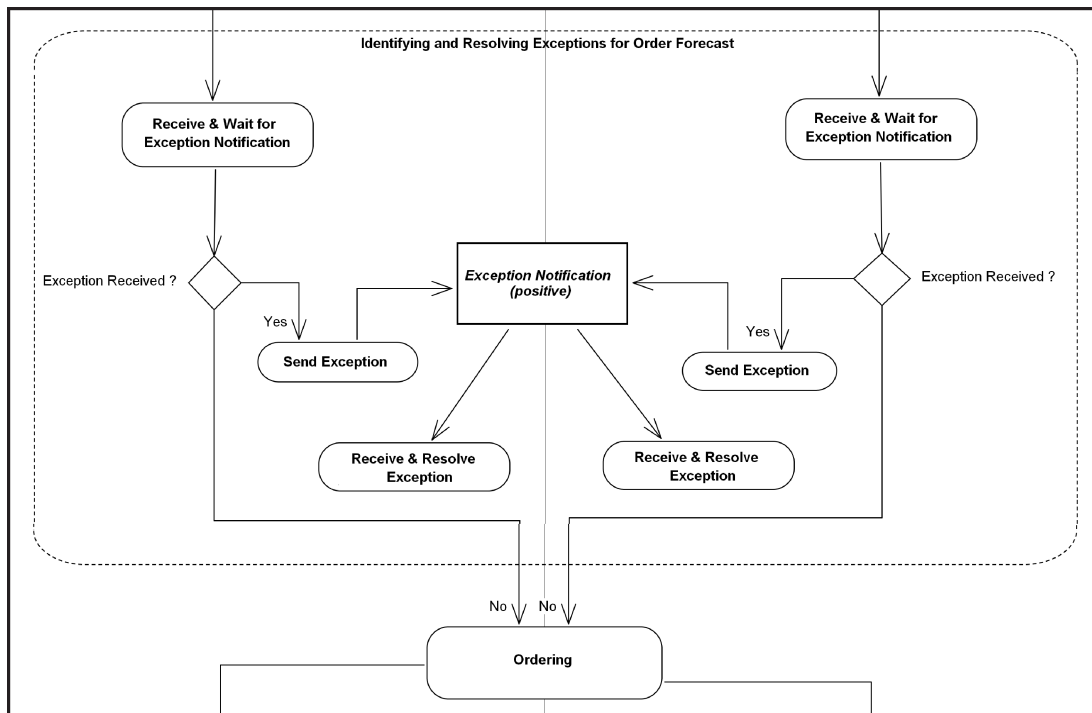 Identifying and Resolving Exceptions for Order Forecast
Receive & Wait for
Exception Notification
Receive & Wait for
Exception Notification
Exception Received ?
Exception Notification
(positive)
Exception Received ?
Yes
Yes
Send Exception
Send Exception
Receive & Resolve
Exception
Receive & Resolve
Exception
No
No
Ordering